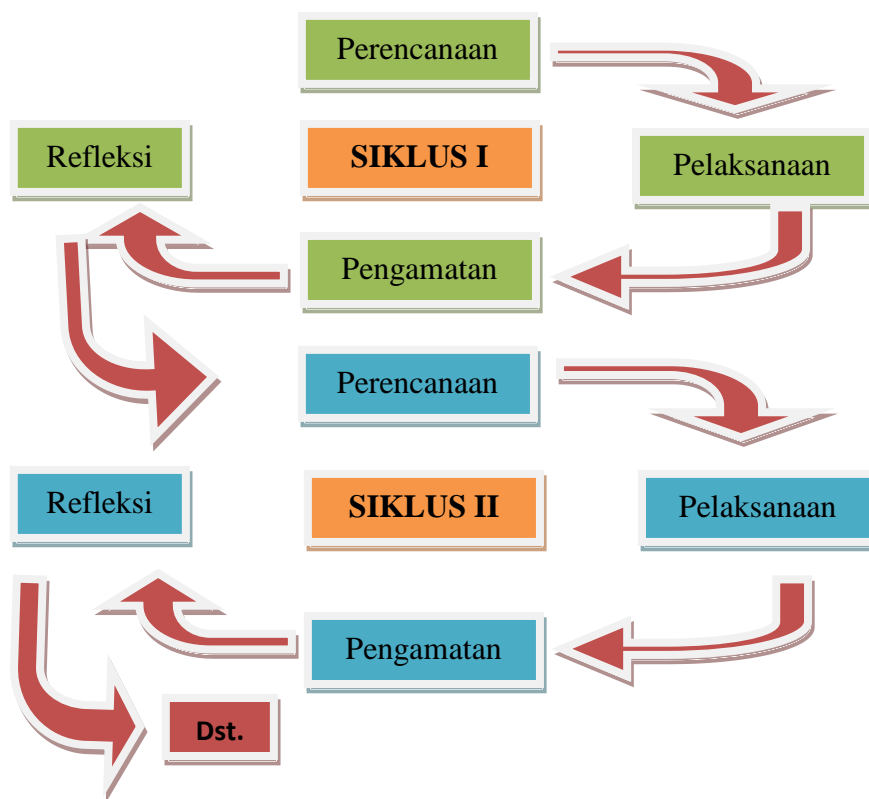 Perencanaan
Refleksi
SIKLUS I
Pelaksanaan
Pengamatan
Perencanaan
Refleksi
SIKLUS II
Pelaksanaan
Pengamatan
Dst.